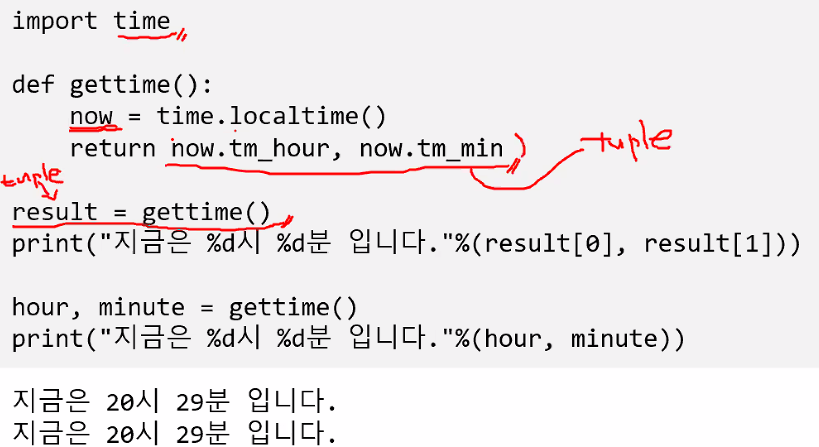 import time
def gettime():
now = time.localtime()
return now.tm_hour, now.tm_min )
tuple
tuple
result = gettime()
print("지금은 %d시 %d분 입니다."%(result[0], result[1]))
hour, minute = gettime()
print("지금은 %d시 %d분 입니다."%(hour, minute))
지금은 20시 29분 입니다.
지금은 20시 29분 입니다.